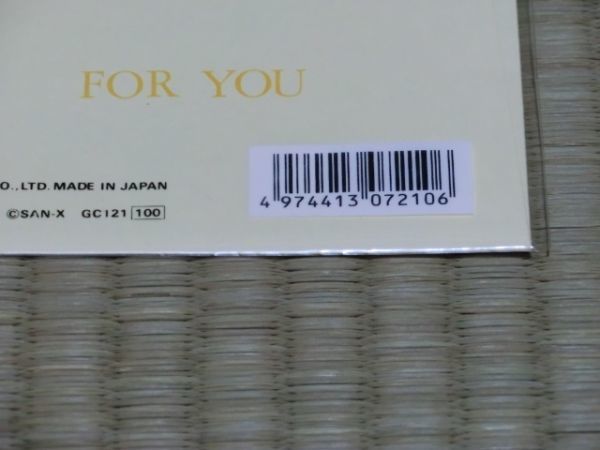 FOR YOU
O.,LTD. MADE IN JAPAN
©SAN-X GC121 100
4 974413 072106